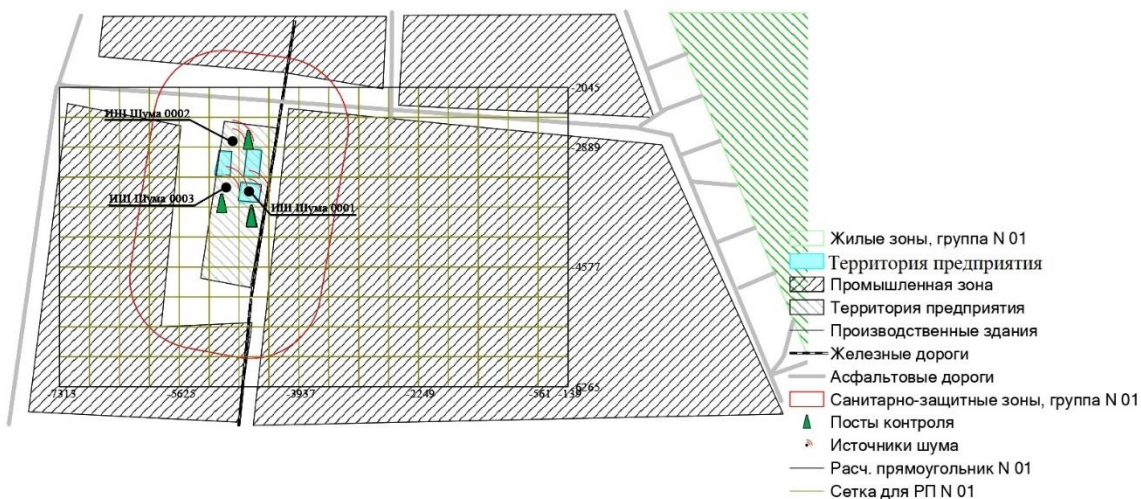 -2045
ИШ Шума 0002
-2889
ИШ Шума 0003
ИШ Шума 0001
-4577
-6265
-7313
-5625
-3937
-2249
-561
-139
Жилые зоны, группа N 01
Территория предприятия
Промышленная зона
Территория предприятия
Производственные здания
Железные дороги
Асфальтовые дороги
Санитарно-защитные зоны, группа N 01
Посты контроля
Источники шума
Расч. прямоугольник N 01
Сетка для РП N 01